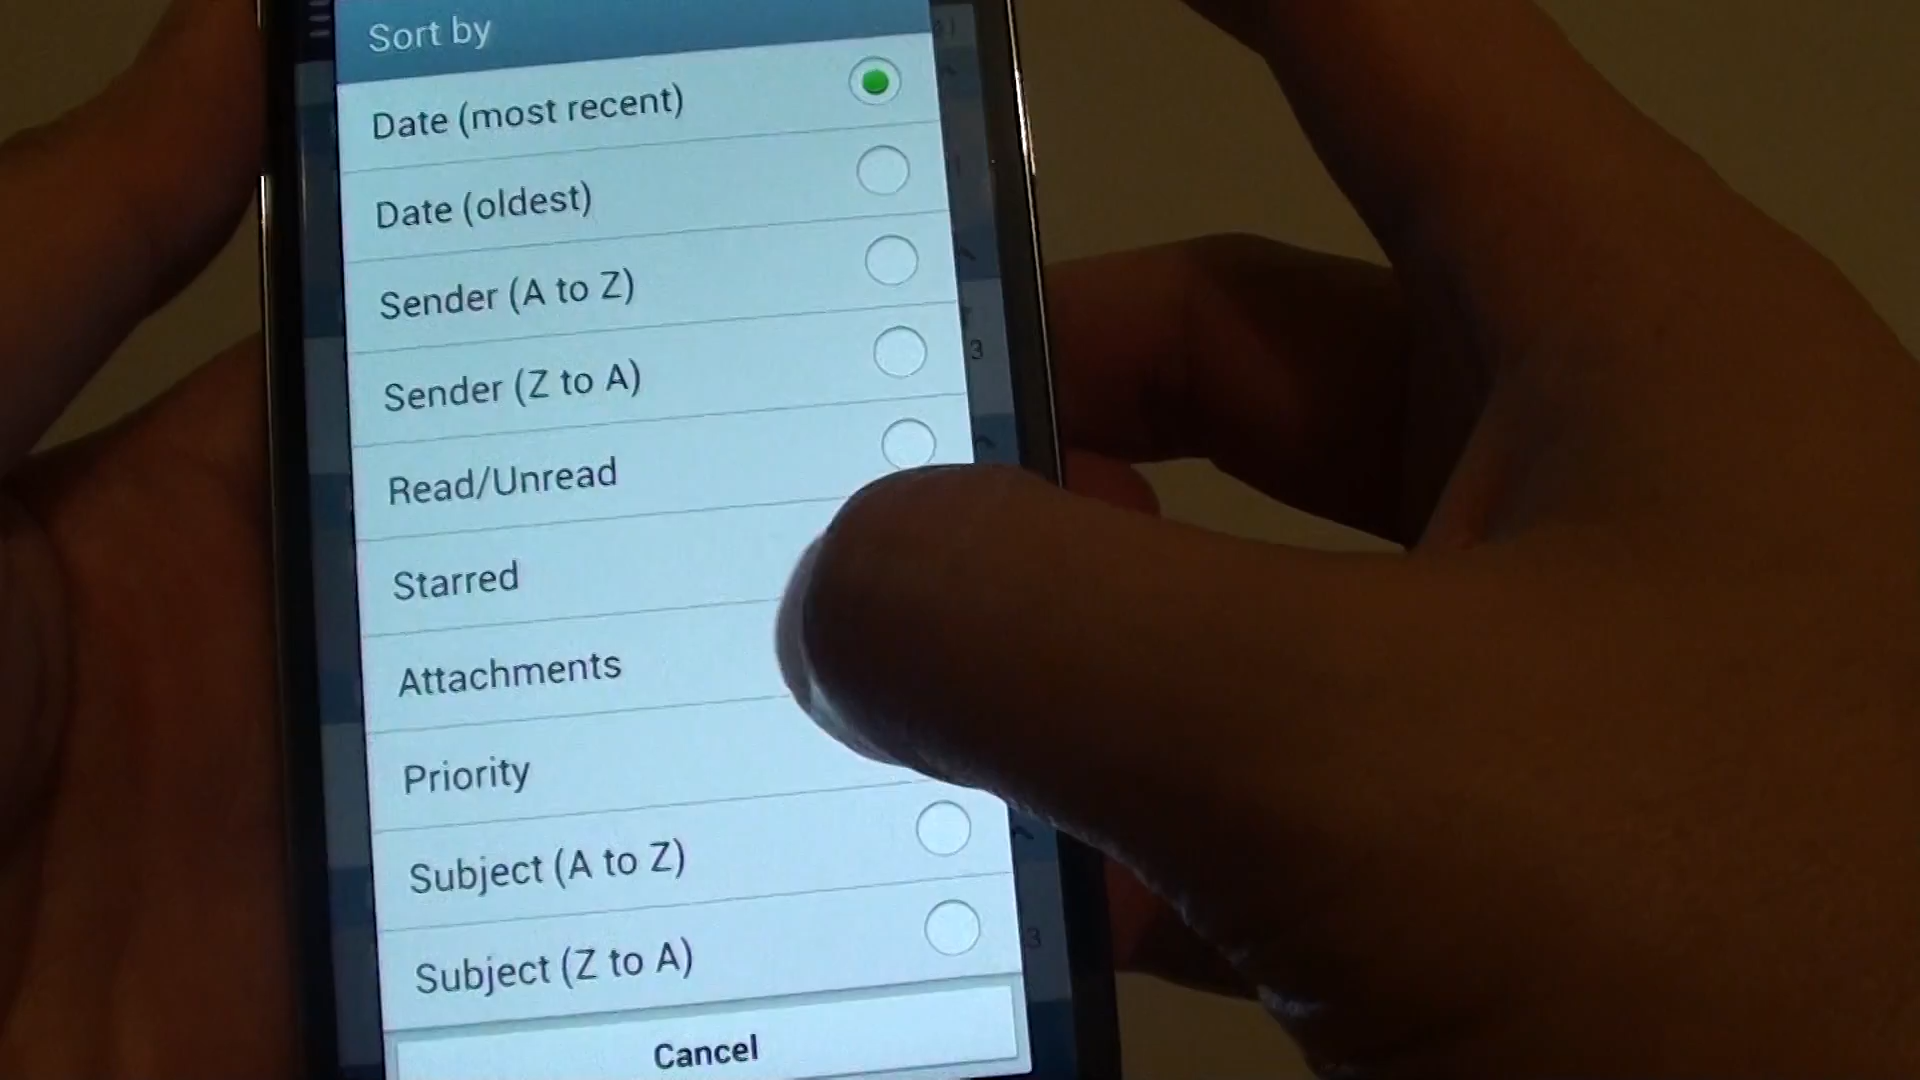 Sort by
Date (most recent)
Date (oldest)
Sender (A to Z)
Sender (Z to A)
3
Read/Unread
Starred
Attachments
Priority
Subject (A to Z)
Subject (Z to A)
Cancel